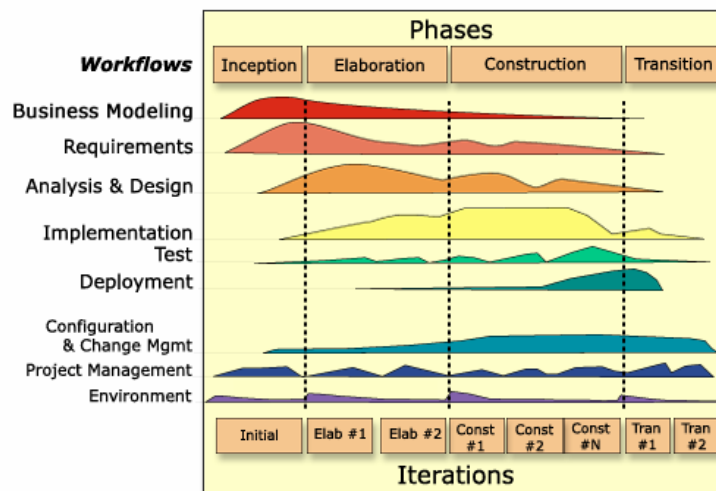 Phases
Workflows
Inception
Elaboration
Construction
Transition
Business Modeling
Requirements
Analysis & Design
Implementation
Test
Deployment
Configuration
& Change Mgmt
Project Management
Environment
Initial
Elab #1
Elab #2
Const
#1
Const
#2
Const
#N
Tran
#1
Tran
#2
Iterations